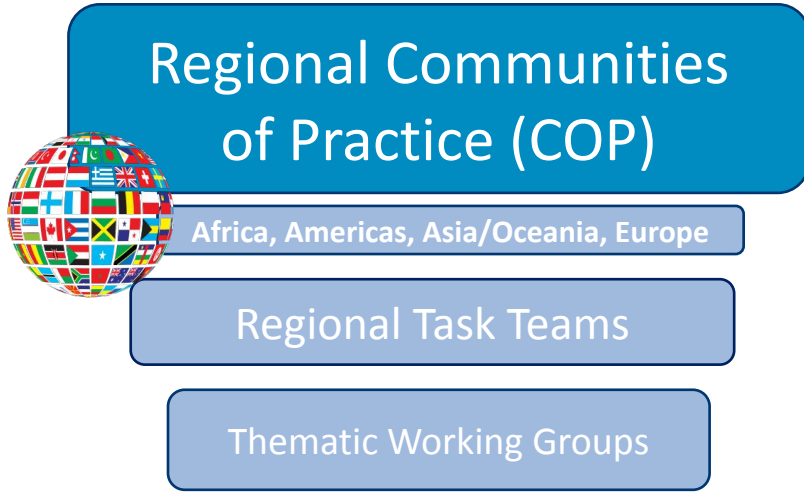 Regional Communities
of Practice (COP)
Africa, Americas, Asia/Oceania, Europe
Regional Task Teams
Thematic Working Groups